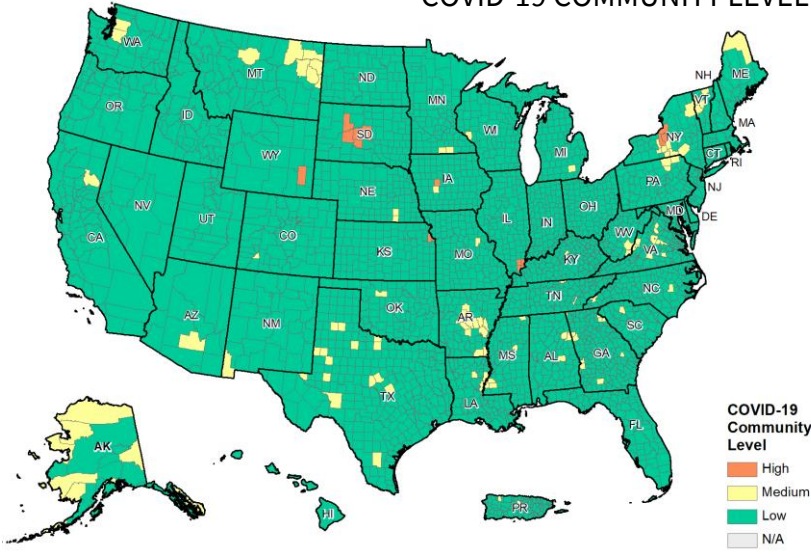 COVID-19 COMMUNITY LEVEL
WA
MT
ND
MN
ME
NH
VT
OR
ID
SD
WI
MI
NY
MA
WY
CT
RI
IA
PA
NJ
NE
NV
UT
CO
IL
IN
OH
MD
DE
WV
VA
CA
KS
MO
KY
NC
TN
AZ
NM
OK
AR
SC
MS
AL
GA
TX
LA
FL
AK
HI
PR
COVID-19
Community
Level
High
Medium
Low
N/A